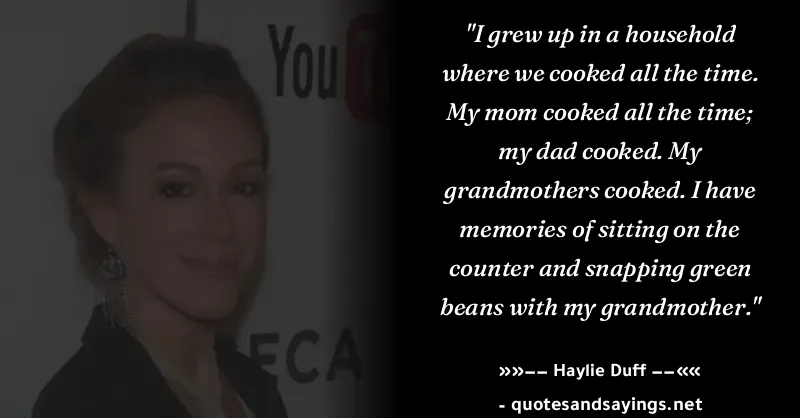 You
"I grew up in a household
where we cooked all the time.
My mom cooked all the time;
my dad cooked. My
grandmothers cooked. I have
memories of sitting on the
counter and snapping green
beans with my grandmother."
ECA
»»–– Haylie Duff ––««
- quotesandsayings.net